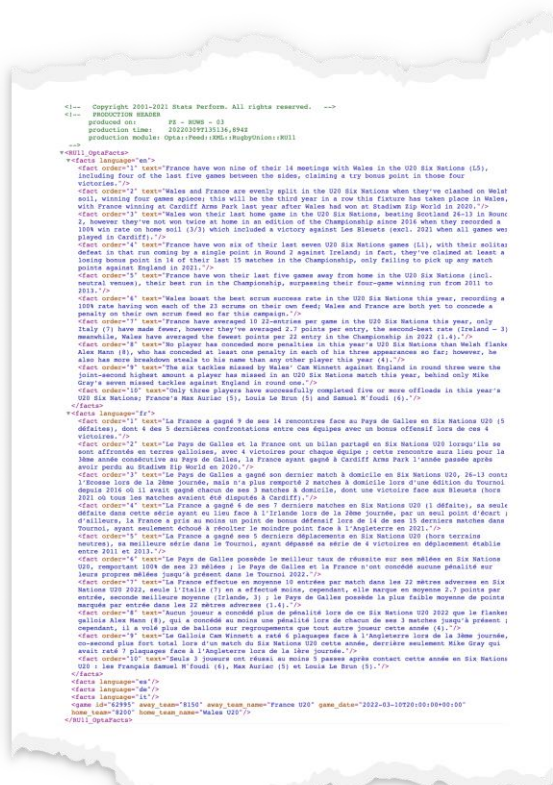 <!--   Copyright 2001-2021 Stats Perform. All rights reserved.   -->
<!--   PRODUCTION HEADER
produced on:        PE - RUWS - 03
production time:    20220309T135136,894Z
production module: Opta::Feed::XML::RugbyUnion::RU11
-->
▼<RU11_OptaFacts>
▼<facts language="en">
<fact order="1" text="France have won nine of their 14 meetings with Wales in the U20 Six Nations (L5),
including four of the last five games between the sides, claiming a try bonus point in those four
victories."/>
<fact order="2" text="Wales and France are evenly split in the U20 Six Nations when they've clashed on Welsh
soil, winning four games apiece; this will be the third year in a row this fixture has taken place in Wales,
with France winning at Cardiff Arms Park last year after Wales had won at Stadium Zip World in 2020."/>
<fact order="3" text="Wales won their last home game in the U20 Six Nations, beating Scotland 26-13 in Round
2, however they've not won twice at home in an edition of the Championship since 2016 when they recorded a
100% win rate on home soil (3/3) which included a victory against Les Bleuets (excl. 2021 when all games we
played in Cardiff)."/>
<fact order="4" text="France have won six of their last seven U20 Six Nations games (L1), with their solita
defeat in that run coming by a single point in Round 2 against Ireland; in fact, they've claimed at least a
losing bonus point in 14 of their last 15 matches in the Championship, only failing to pick up any match
points against England in 2021."/>
<fact order="5" text="France have won their last five games away from home in the U20 Six Nations (incl.
neutral venues), their best run in the Championship, surpassing their four-game winning run from 2011 to
2013."/>
<fact order="6" text="Wales boast the best scrum success rate in the U20 Six Nations this year, recording a
100% rate having won each of the 23 scrums on their own feed; Wales and France are both yet to concede a
penalty on their own scrum feed so far this campaign."/>
<fact order="7" text="France have averaged 10 22-entries per game in the U20 Six Nations this year, only
Italy (7) have made fewer, however they've averaged 2.7 points per entry, the second-best rate (Ireland - 3)
meanwhile, Wales have averaged the fewest points per 22 entry in the Championship in 2022 (1.4)."/>
<fact order="8" text="No player has conceded more penalties in this year's U20 Six Nations than Welsh flanke
Alex Mann (8), who has conceded at least one penalty in each of his three appearances so far; however, he
also has more breakdown steals to his name than any other player this year (4)."/>
<fact order="9" text="The six tackles missed by Wales' Cam Winnett against England in round three were the
joint-second highest amount a player has missed in an U20 Six Nations match this year, behind only Mike
Gray's seven missed tackles against England in round one."/>
<fact order="10" text="Only three players have successfully completed five or more offloads in this year's
U20 Six Nations; France's Max Auriac (5), Louis Le Brun (5) and Samuel M'foudi (6)."/>
</facts>
▼<facts language="fr">
<fact order="1" text="La France a gagné 9 de ses 14 rencontres face au Pays de Galles en Six Nations U20 (5
défaites), dont 4 des 5 dernières confrontations entre ces équipes avec un bonus offensif lors de ces 4
victoires."/>
<fact order="2" text="Le Pays de Galles et la France ont un bilan partagé en Six Nations U20 lorsqu'ils se
sont affrontés en terres galloises, avec 4 victoires pour chaque équipe ; cette rencontre aura lieu pour la
3ème année consécutive au Pays de Galles, la France ayant gagné à Cardiff Arms Park l'année passée après
avoir perdu au Stadiwm Zip World en 2020."/>
<fact order="3" text="Le Pays de Galles a gagné son dernier match à domicile en Six Nations U20, 26-13 contr
l'Ecosse lors de la 2ème journée, mais n'a plus remporté 2 matches à domicile lors d'une édition du Tournoi
depuis 2016 où il avait gagné chacun de ses 3 matches à domicile, dont une victoire face aux Bleuets (hors
2021 où tous les matches avaient été disputés à Cardiff)."/>
<fact order="4" text="La France a gagné 6 de ses 7 derniers matches en Six Nations U20 (1 défaite), sa seule
défaite dans cette série ayant eu lieu face à l'Irlande lors de la 2ème journée, par un seul point d'écart ;
d'ailleurs, la France a pris au moins un point de bonus défensif lors de 14 de ses 15 derniers matches dans
Tournoi, ayant seulement échoué à récolter le moindre point face à l'Angleterre en 2021."/>
<fact order="5" text="La France a gagné ses 5 derniers déplacements en Six Nations U20 (hors terrains
neutres), sa meilleure série dans le Tournoi, ayant dépassé sa série de 4 victoires en déplacement établie
entre 2011 et 2013."/>
<fact order="6" text="Le Pays de Galles possède le meilleur taux de réussite sur ses mêlées en Six Nations
U20, remportant 100% de ses 23 mêlées ; le Pays de Galles et la France n'ont concédé aucune pénalité sur
leurs propres mêlées jusqu'à présent dans le Tournoi 2022."/>
<fact order="7" text="La France effectue en moyenne 10 entrées par match dans les 22 mètres adverses en Six
Nations U20 2022, seule l'Italie (7) en a effectué moins, cependant, elle marque en moyenne 2.7 points par
entrée, seconde meilleure moyenne (Irlande, 3) ; le Pays de Galles possède la plus faible moyenne de points
marqués par entrée dans les 22 mètres adverses (1.4)."/>
<fact order="8" text="Aucun joueur a concédé plus de pénalité lors de ce Six Nations U20 2022 que le flanke
gallois Alex Mann (8), qui a concédé au moins une pénalité lors de chacun de ses 3 matches jusqu'à présent ;
cependant, il a volé plus de ballons sur regroupements que tout autre joueur cette année (4)."/>
<fact order="9" text="Le Gallois Cam Winnett a raté 6 plaquages face à l'Angleterre lors de la 3ème journée,
co-second plus fort total lors d'un match du Six Nations U20 cette année, derrière seulement Mike Gray qui
avait raté 7 plaquages face à l'Angleterre lors de la 1ère journée."/>
<fact order="10" text="Seuls 3 joueurs ont réussi au moins 5 passes après contact cette année en Six Nations
U20 : les Français Samuel M'foudi (6), Max Auriac (5) et Louis Le Brun (5)."/>
</facts>
<facts language="es"/>
<facts language="de"/>
<facts language="it"/>
<game id="62995" away_team="8150" away_team_name="France U20" game_date="2022-03-10T20:00:00+00:00"
home_team="8200" home_team_name="Wales U20"/>
</RU11_OptaFacts>